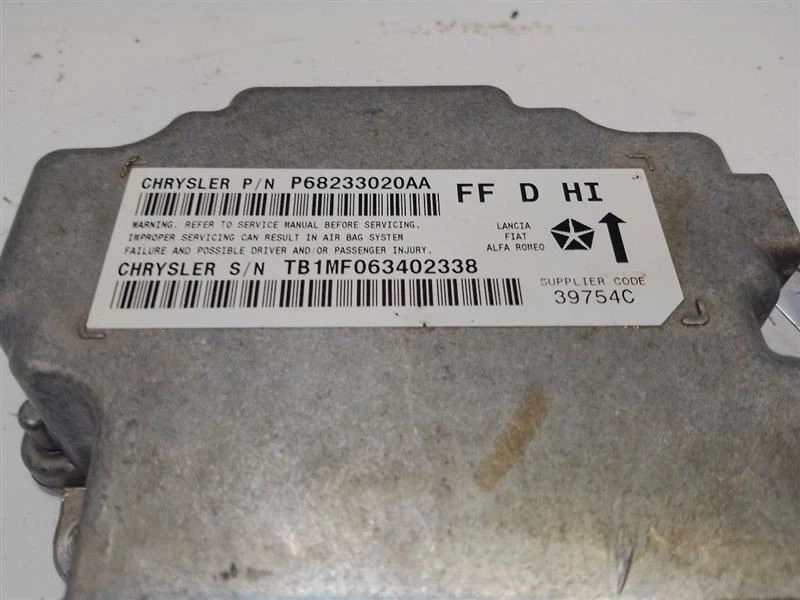 CHRYSLER P/N P68233020AA
FF D HI
WARNING. REFER TO SERVICE MANUAL BEFORE SERVICING.
IMPROPER SERVICING CAN RESULT IN AIR BAG SYSTEM
FAILURE AND POSSIBLE DRIVER AND/OR PASSENGER INJURY.
LANCIA
FIAT
ALFA ROMEO
CHRYSLER S/N TB1MF063402338
SUPPLIER CODE
39754C